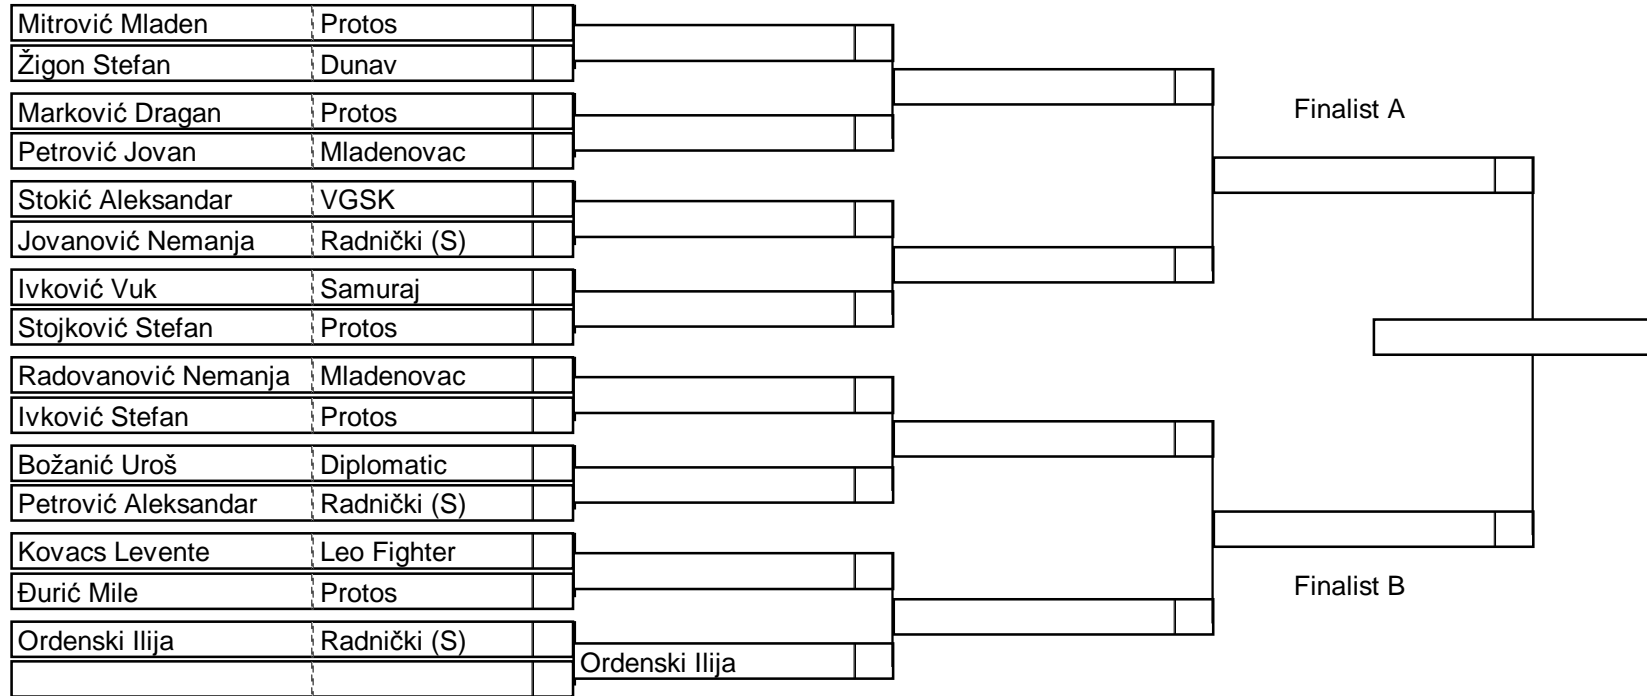 Mitrović Mladen Protos
Žigon Stefan Dunav
Marković Dragan Protos
Petrović Jovan Mladenovac
Stokić Aleksandar VGSK
Jovanović Nemanja Radnički (S)
Ivković Vuk Samuraj
Stojković Stefan Protos
Radovanović Nemanja Mladenovac
Ivković Stefan Protos
Božanić Uroš Diplomatic
Petrović Aleksandar Radnički (S)
Kovacs Levente Leo Fighter
Đurić Mile Protos
Ordenski Ilija Radnički (S)
Ordenski Ilija
Finalist A
Finalist B